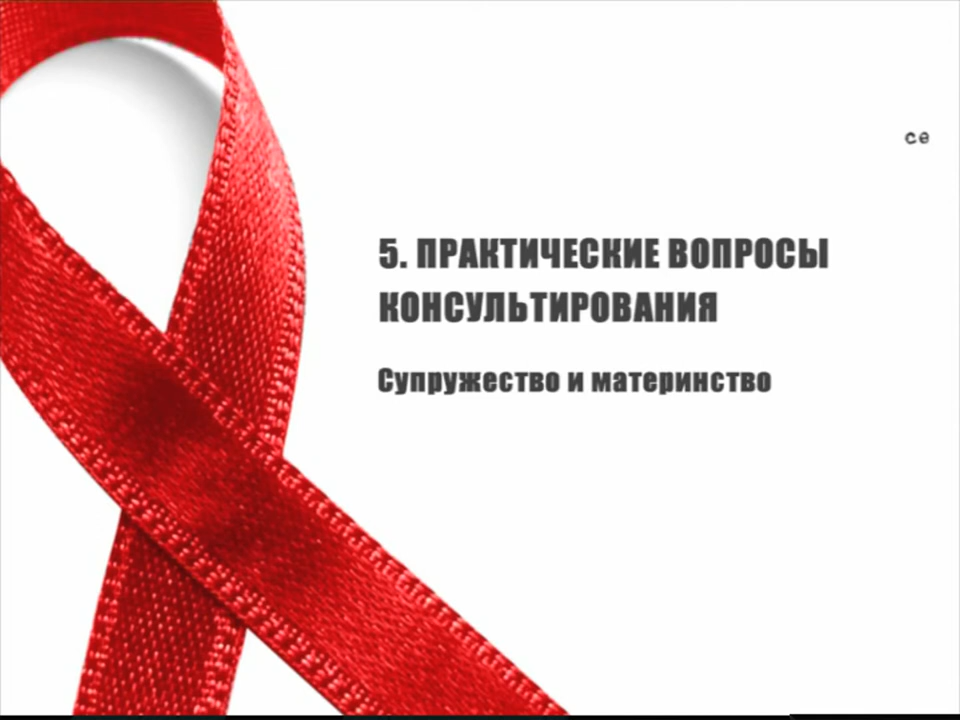 се
5. ПРАКТИЧЕСКИЕ ВОПРОСЫ
КОНСУЛЬТИРОВАНИЯ
Супружество и материнство